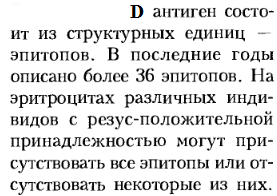 D антиген состо-
ит из структурных единиц —
эпитопов. В последние годы
описано более 36 эпитопов. На
эритроцитах различных инди-
видов с резус-положительной
принадлежностью могут при-
сутствовать все эпитопы или от-
сутствовать некоторые из них.